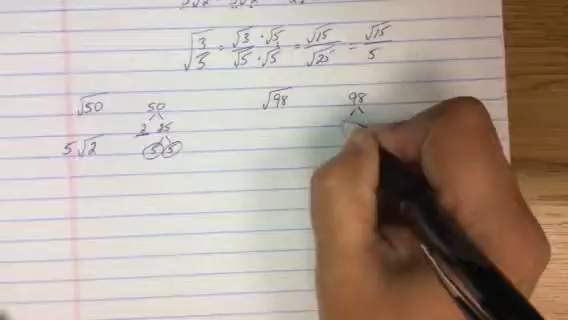 √3/5 = √3 · √5 / √5 · √5 = √15 / √25 = √15 / 5
√50 50 √98 98
2 25
5√2 5 5